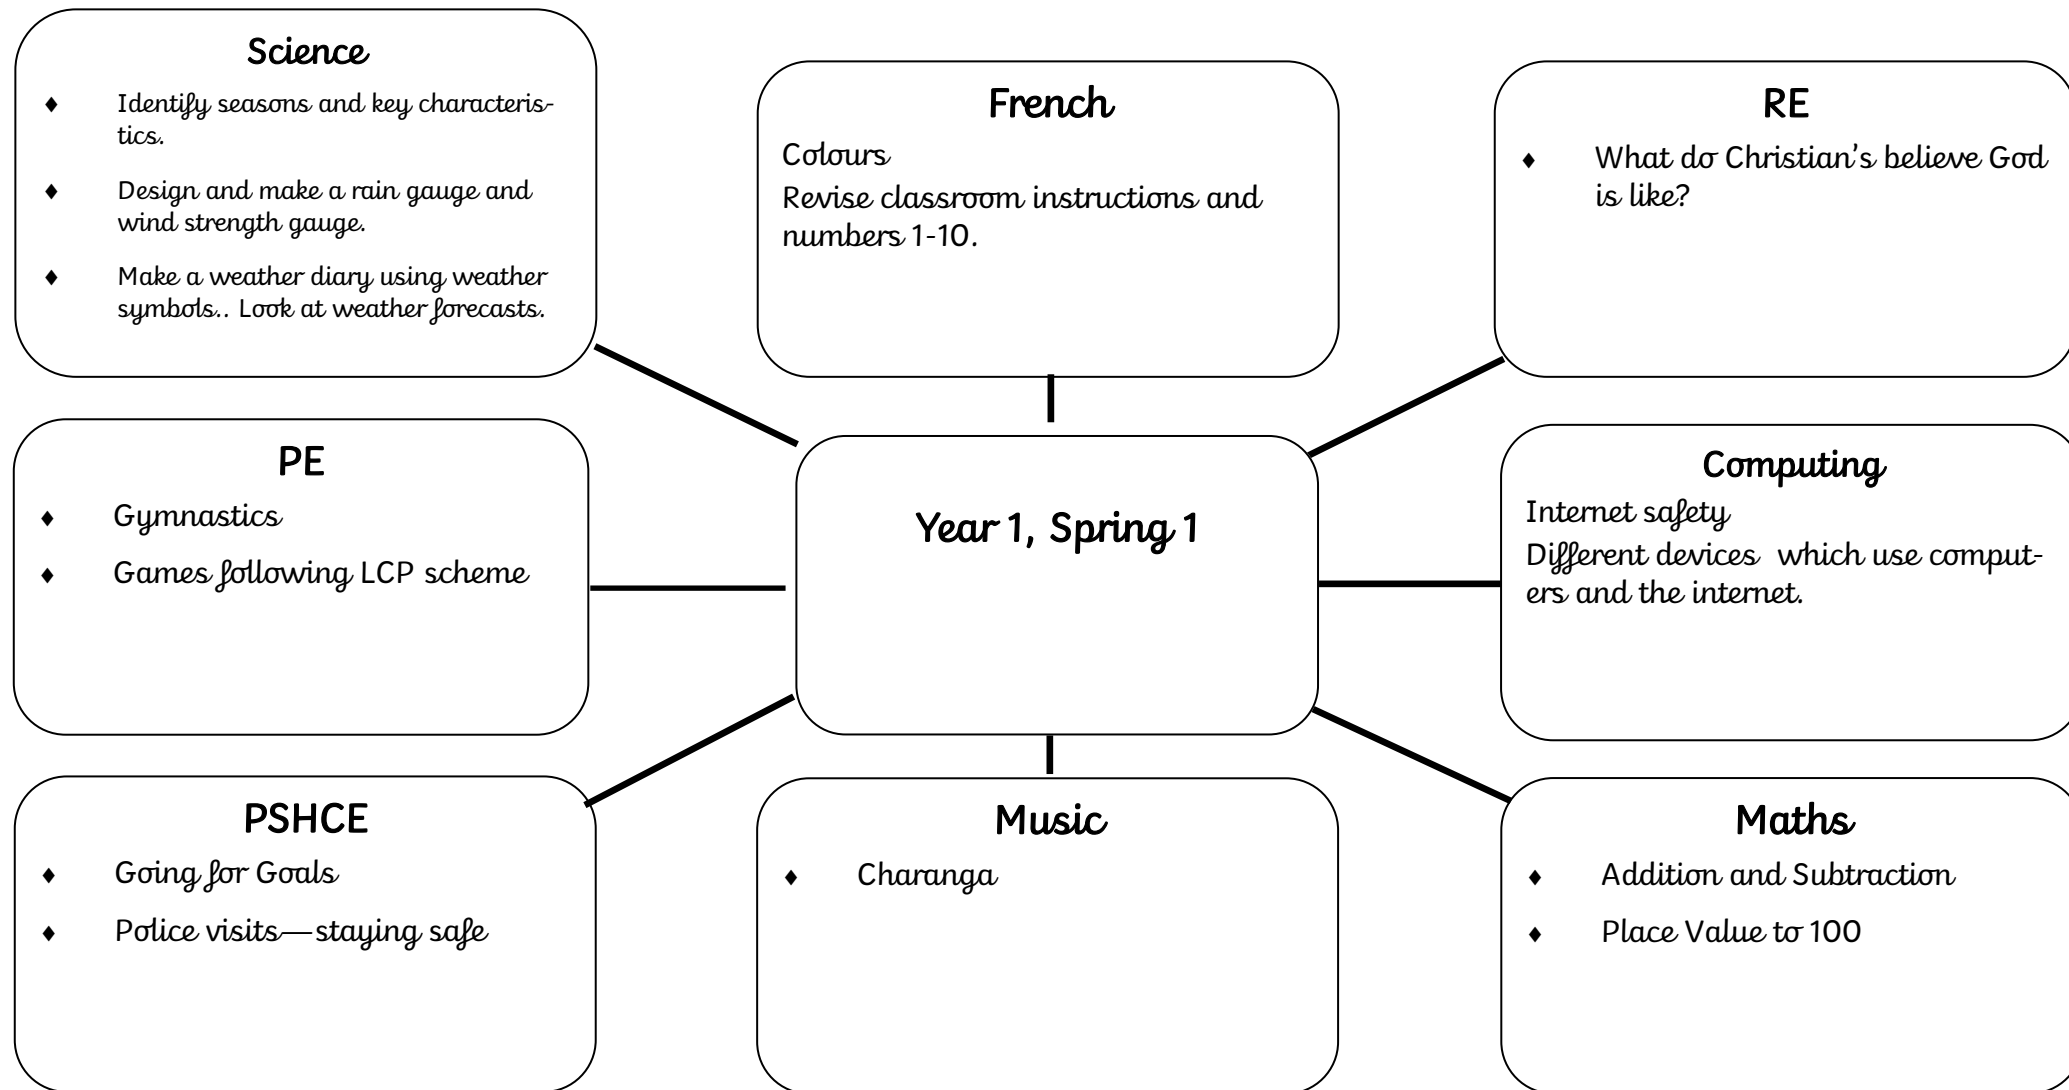 Science
♦ Identify seasons and key characteris-
tics.
♦ Design and make a rain gauge and
wind strength gauge.
♦ Make a weather diary using weather
symbols.. Look at weather forecasts.
French
Colours
Revise classroom instructions and
numbers 1-10.
RE
♦ What do Christian's believe God
is like?
PE
♦ Gymnastics
♦ Games following LCP scheme
Year 1, Spring 1
Computing
Internet safety
Different devices  which use comput-
ers and the internet.
PSHCE
♦ Going for Goals
♦ Police visits—staying safe
Music
♦ Charanga
Maths
♦ Addition and Subtraction
♦ Place Value to 100